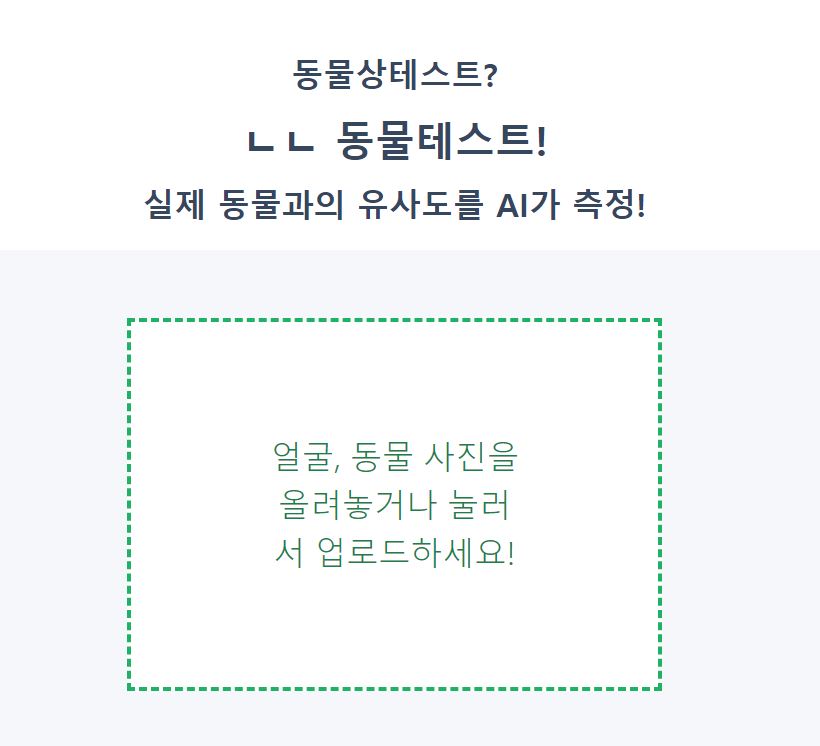 동물상테스트?
ㄴㄴ 동물테스트!
실제 동물과의 유사도를 AI가 측정!
얼굴, 동물 사진을
올려놓거나 눌러
서 업로드하세요!